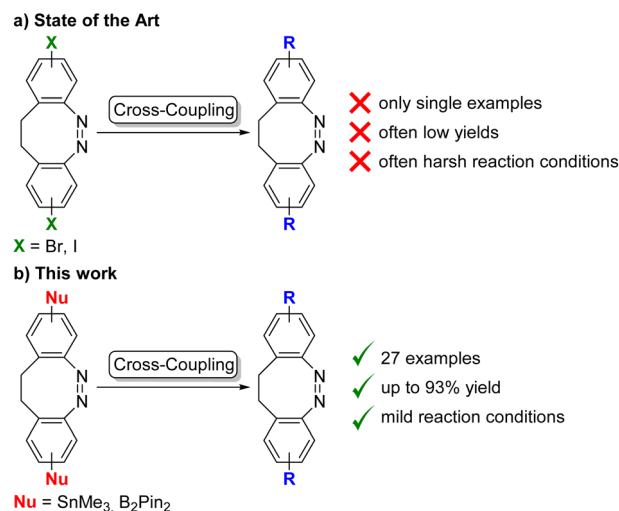 a) State of the Art
X
R
N
N
Cross-Coupling
N
N
only single examples
often low yields
often harsh reaction conditions
X
R
X = Br, I
b) This work
Nu
R
N
N
Cross-Coupling
N
N
27 examples
up to 93% yield
mild reaction conditions
Nu
R
Nu = SnMe₃, B₂Pin₂